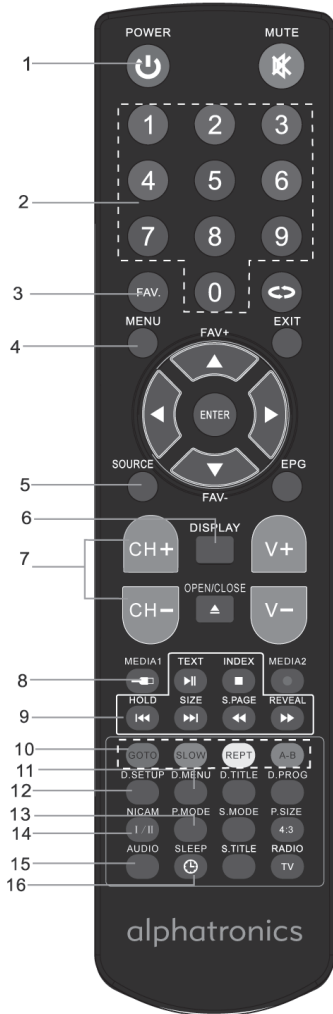 POWER MUTE
1
1 2 3
4 5 6
2
7 8 9
3 FAV. 0
MENU FAV+ EXIT
4
ENTER
SOURCE EPG
5
FAV-
6 DISPLAY
7 CH+ V+
OPEN/CLOSE
CH- V-
MEDIA1 TEXT INDEX MEDIA2
8
HOLD SIZE S.PAGE REVEAL
9
10 GOTO SLOW REPT A-B
11
D.SETUP D.MENU D.TITLE D.PROG
12
13
NICAM P.MODE S.MODE P.SIZE
14 I/II 4:3
AUDIO SLEEP S.TITLE RADIO
15 TV
16
alphatronics